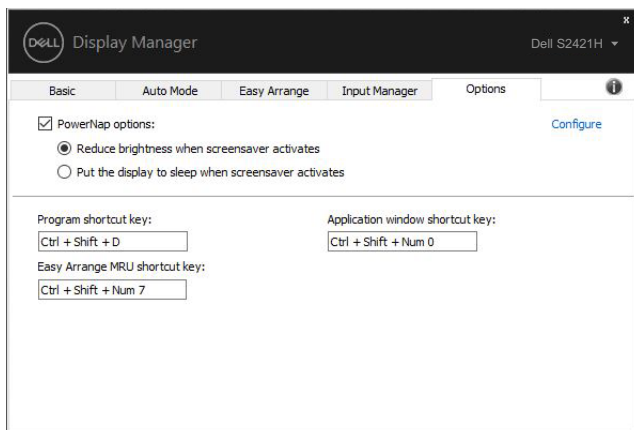 x
DELL Display Manager Dell S2421H
Basic Auto Mode Easy Arrange Input Manager Options i
PowerNap options: Configure
Reduce brightness when screensaver activates
Put the display to sleep when screensaver activates
Program shortcut key: Application window shortcut key:
Ctrl + Shift + D Ctrl + Shift + Num 0
Easy Arrange MRU shortcut key:
Ctrl + Shift + Num 7